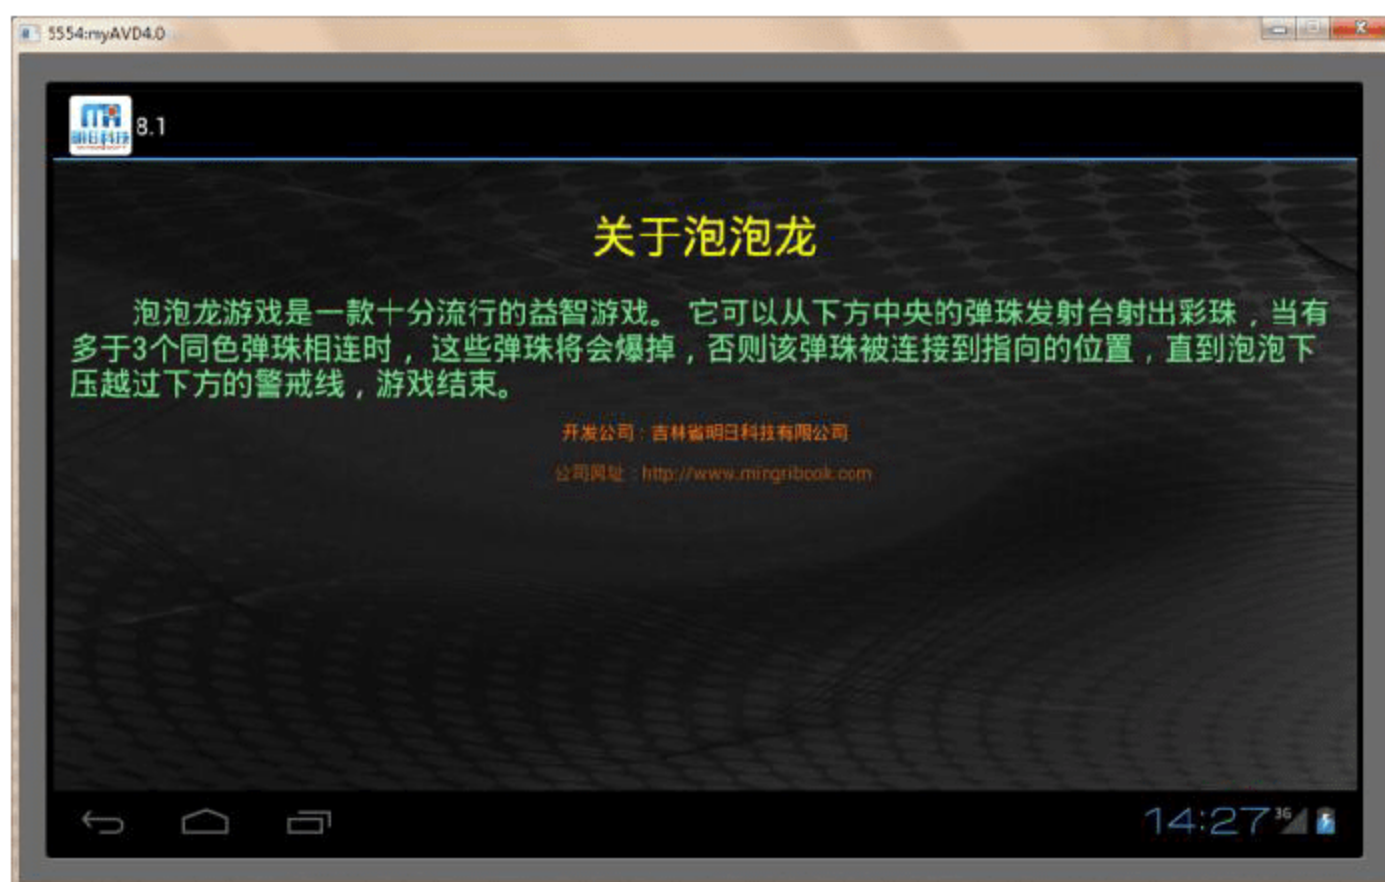 5554:myAVD4.0
明日科技
8.1
关于泡泡龙
泡泡龙游戏是一款十分流行的益智游戏。 它可以从下方中央的弹珠发射台射出彩珠，当有
多于3个同色弹珠相连时， 这些弹珠将会爆掉，否则该弹珠被连接到指向的位置，直到泡泡下
压越过下方的警戒线，游戏结束。
开发公司：吉林省明日科技有限公司
公司网址：http://www.mingribook.com
14:27
3G